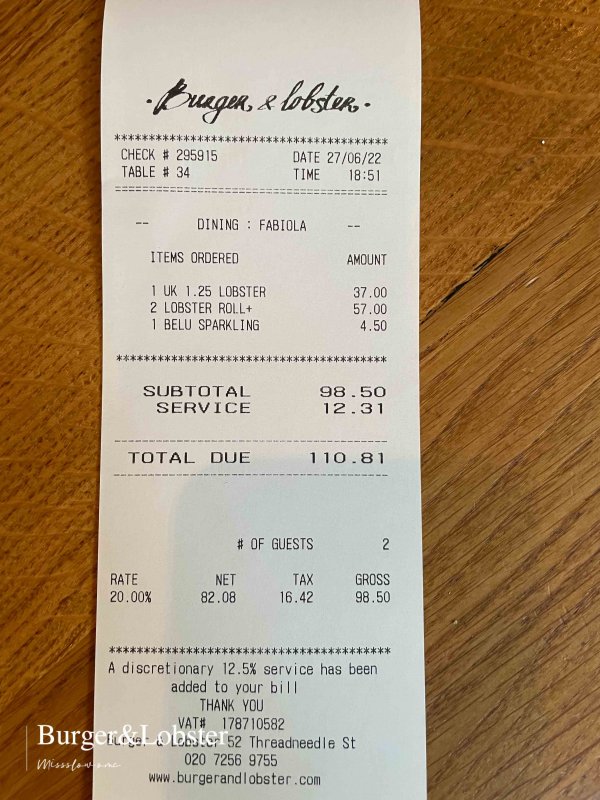 Burger & lobster
****************************************
CHECK # 295915 DATE 27/06/22
TABLE # 34 TIME 18:51
========================================
-- DINING : FABIOLA --
ITEMS ORDERED AMOUNT
1 UK 1.25 LOBSTER 37.00
2 LOBSTER ROLL+ 57.00
1 BELU SPARKLING 4.50
****************************************
SUBTOTAL 98.50
SERVICE 12.31
----------------------------------------
TOTAL DUE 110.81
----------------------------------------
# OF GUESTS 2
RATE NET TAX GROSS
20.00% 82.08 16.42 98.50
****************************************
A discretionary 12.5% service has been
added to your bill
THANK YOU
VAT# 178710582
Burger & Lobster 52 Threadneedle St
020 7256 9755
www.burgerandlobster.com
Burger&Lobster